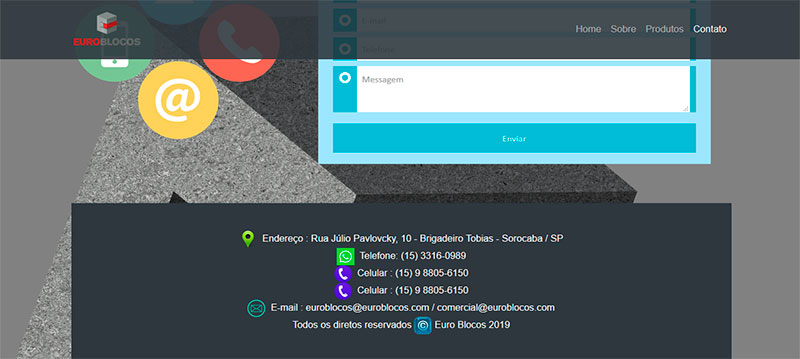 EUROBLOCOS
Home Sobre Produtos Contato
E-mail
Telefone
Messagem
@
Enviar
Endereço : Rua Júlio Pavlovcky, 10 - Brigadeiro Tobias - Sorocaba / SP
Telefone: (15) 3316-0989
Celular : (15) 9 8805-6150
Celular : (15) 9 8805-6150
E-mail : euroblocos@euroblocos.com / comercial@euroblocos.com
Todos os diretos reservados © Euro Blocos 2019